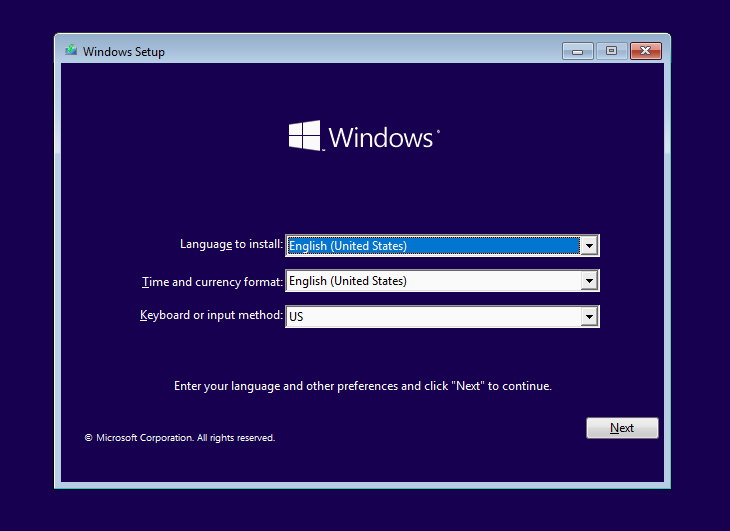 Windows Setup
Windows
Language to install: English (United States)
Time and currency format: English (United States)
Keyboard or input method: US
Enter your language and other preferences and click "Next" to continue.
© Microsoft Corporation. All rights reserved.
Next